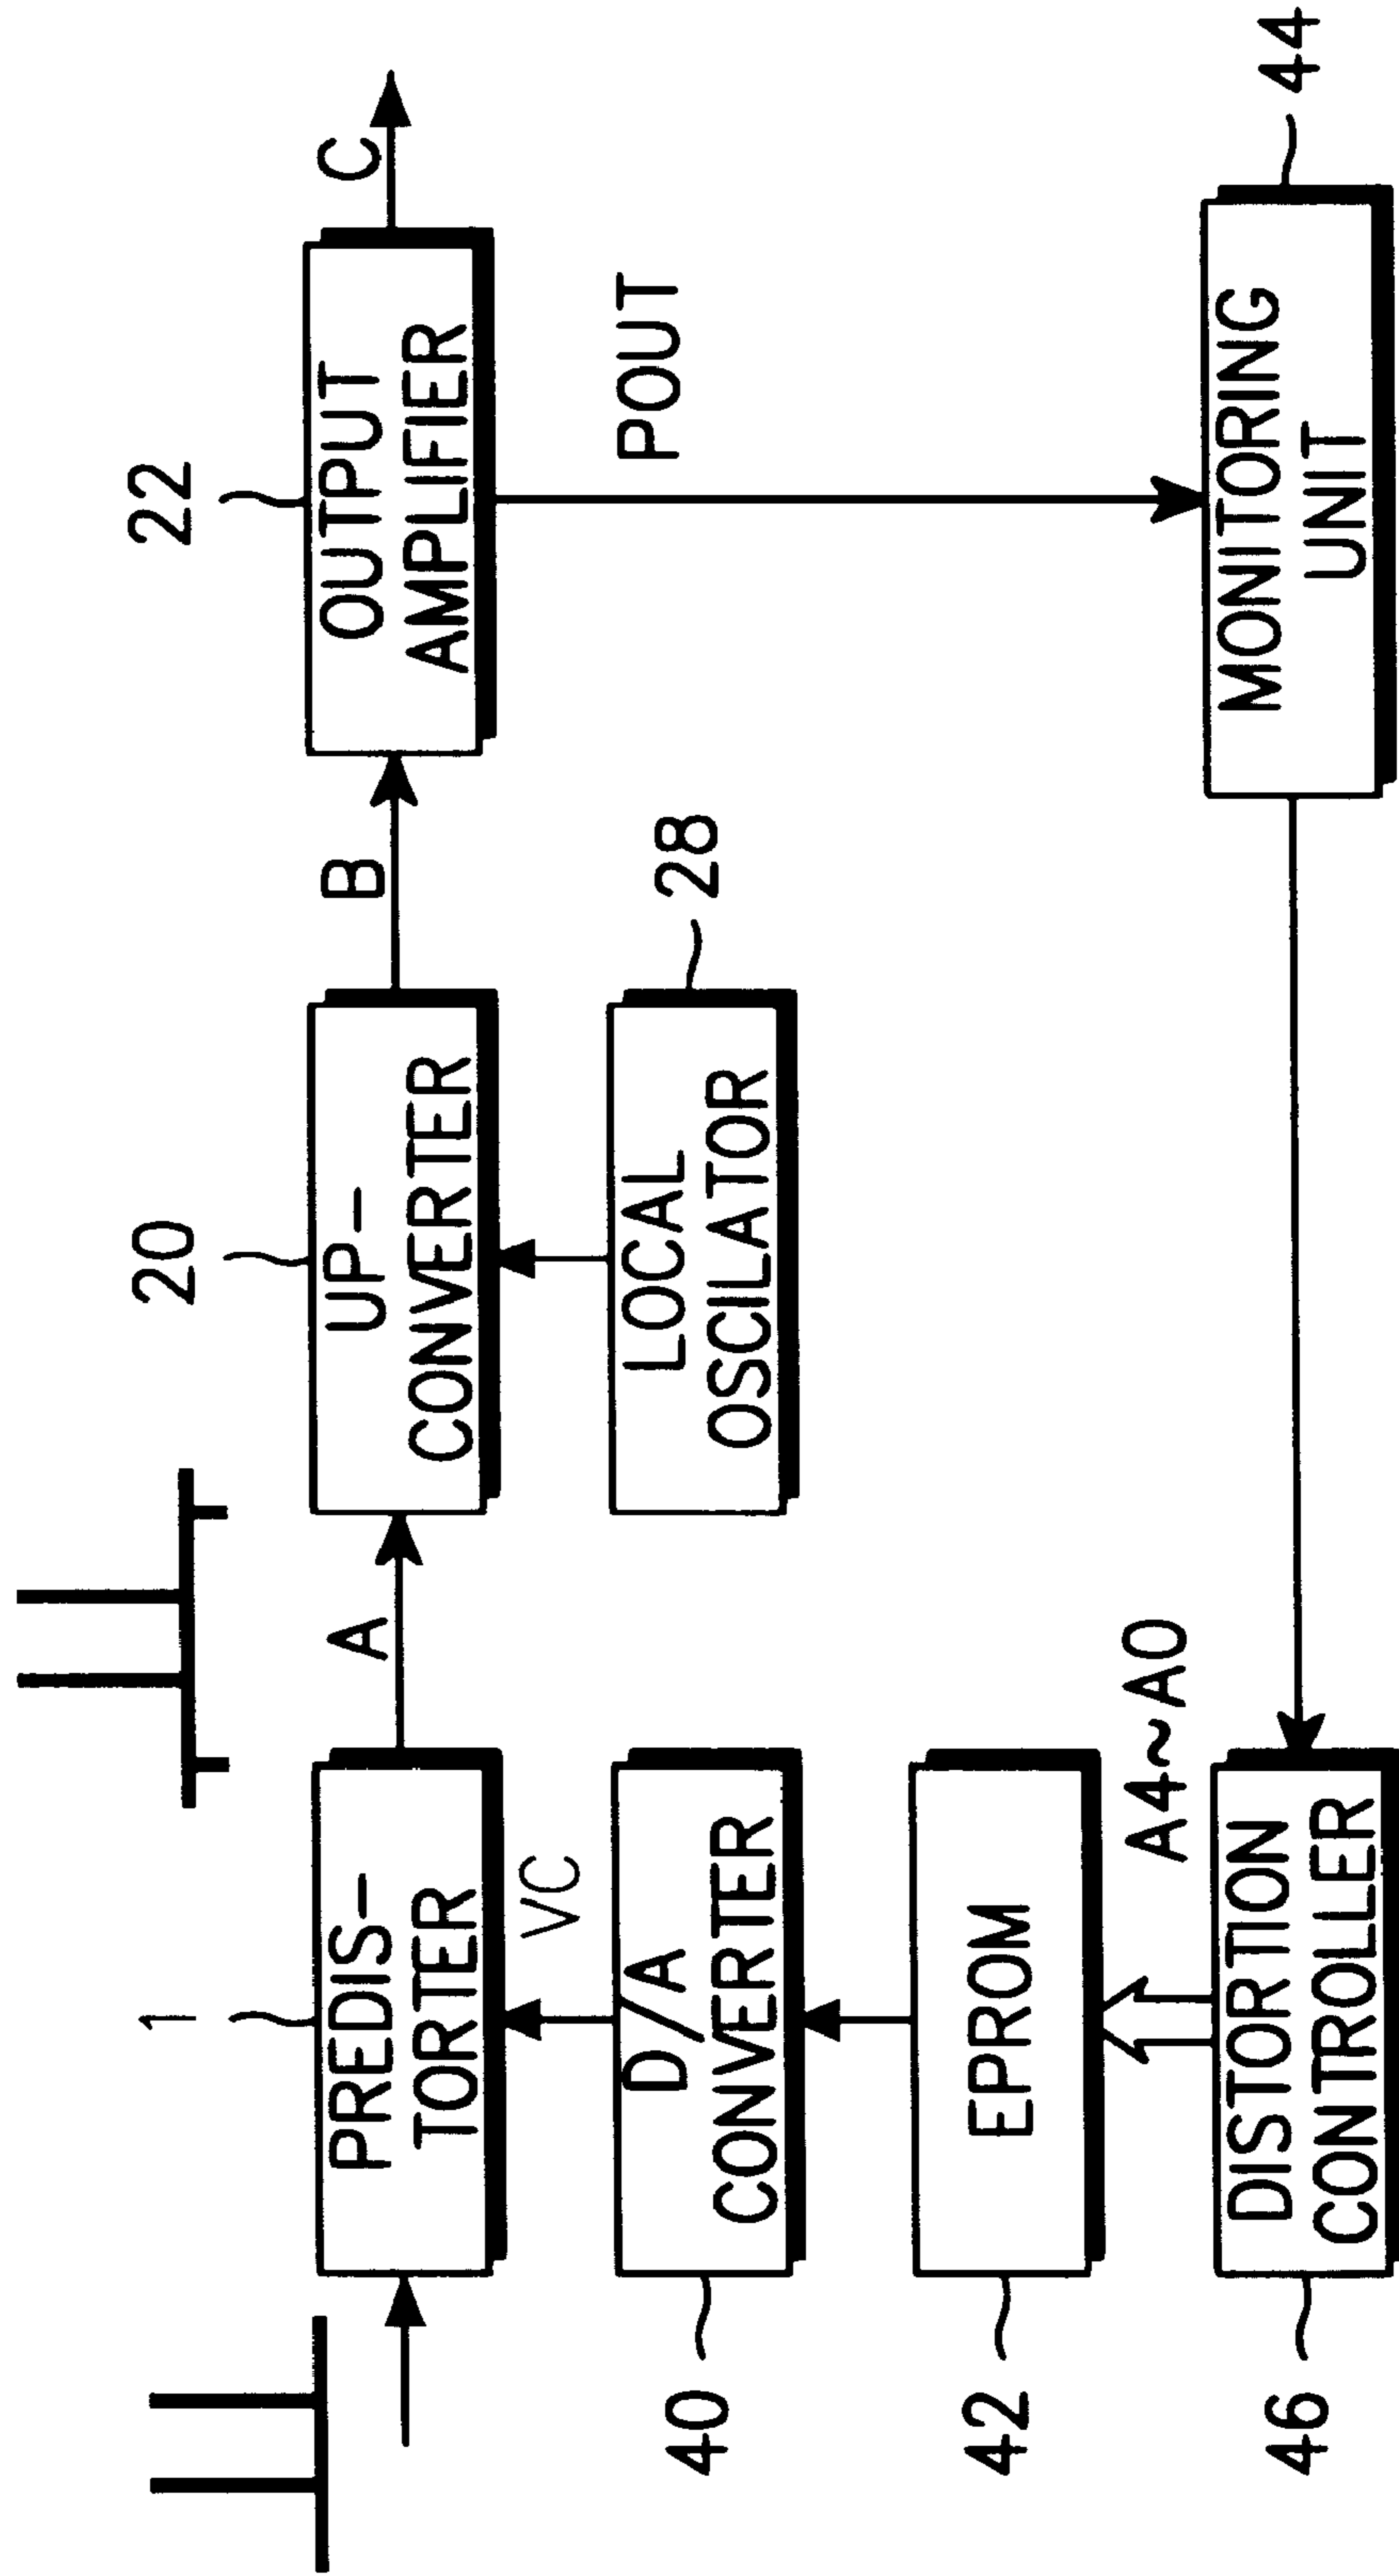 1
PREDIS-
TORTER
A
20
UP-
CONVERTER
B
22
OUTPUT
AMPLIFIER
C
VC
40
D/A
CONVERTER
LOCAL
OSCILATOR
28
POUT
42
EPROM
A4~A0
46
DISTORTION
CONTROLLER
MONITORING
UNIT
44